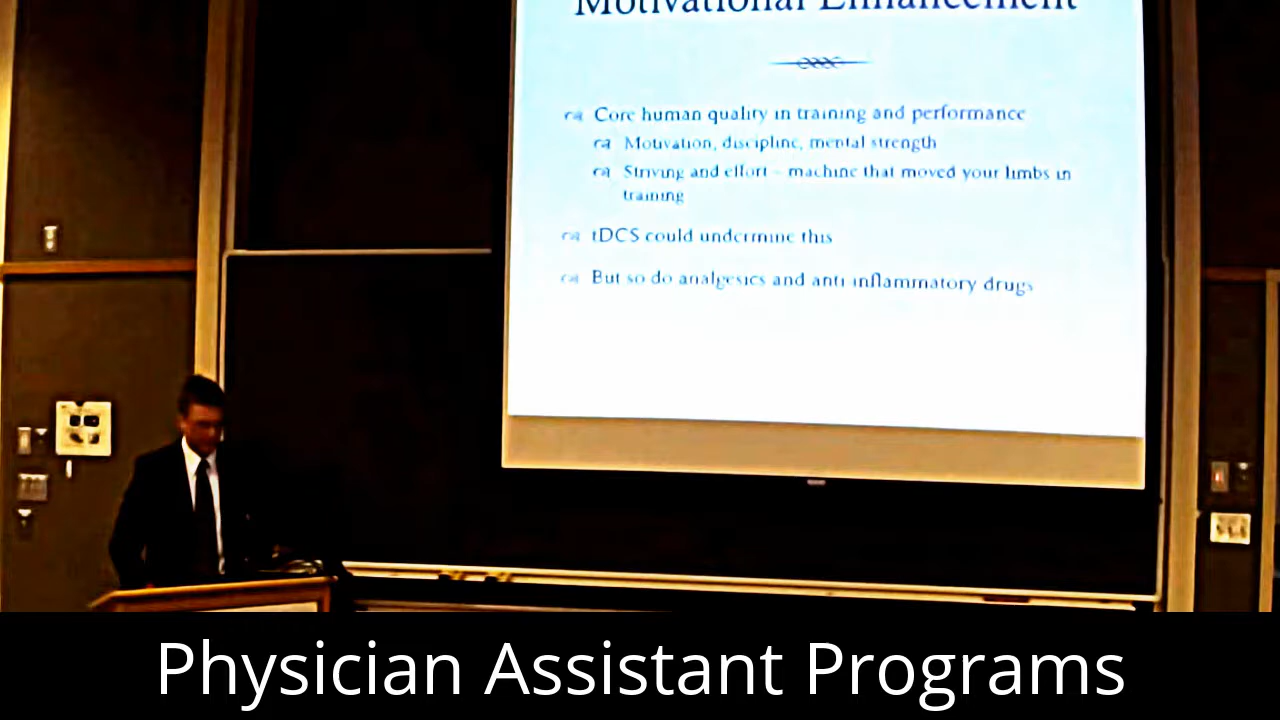 Motivational Enhancement
Core human quality in training and performance
Motivation, discipline, mental strength
Striving and effort – machine that moved your limbs in
training
tDCS could undermine this
But so do analgesics and anti inflammatory drugs
Physician Assistant Programs